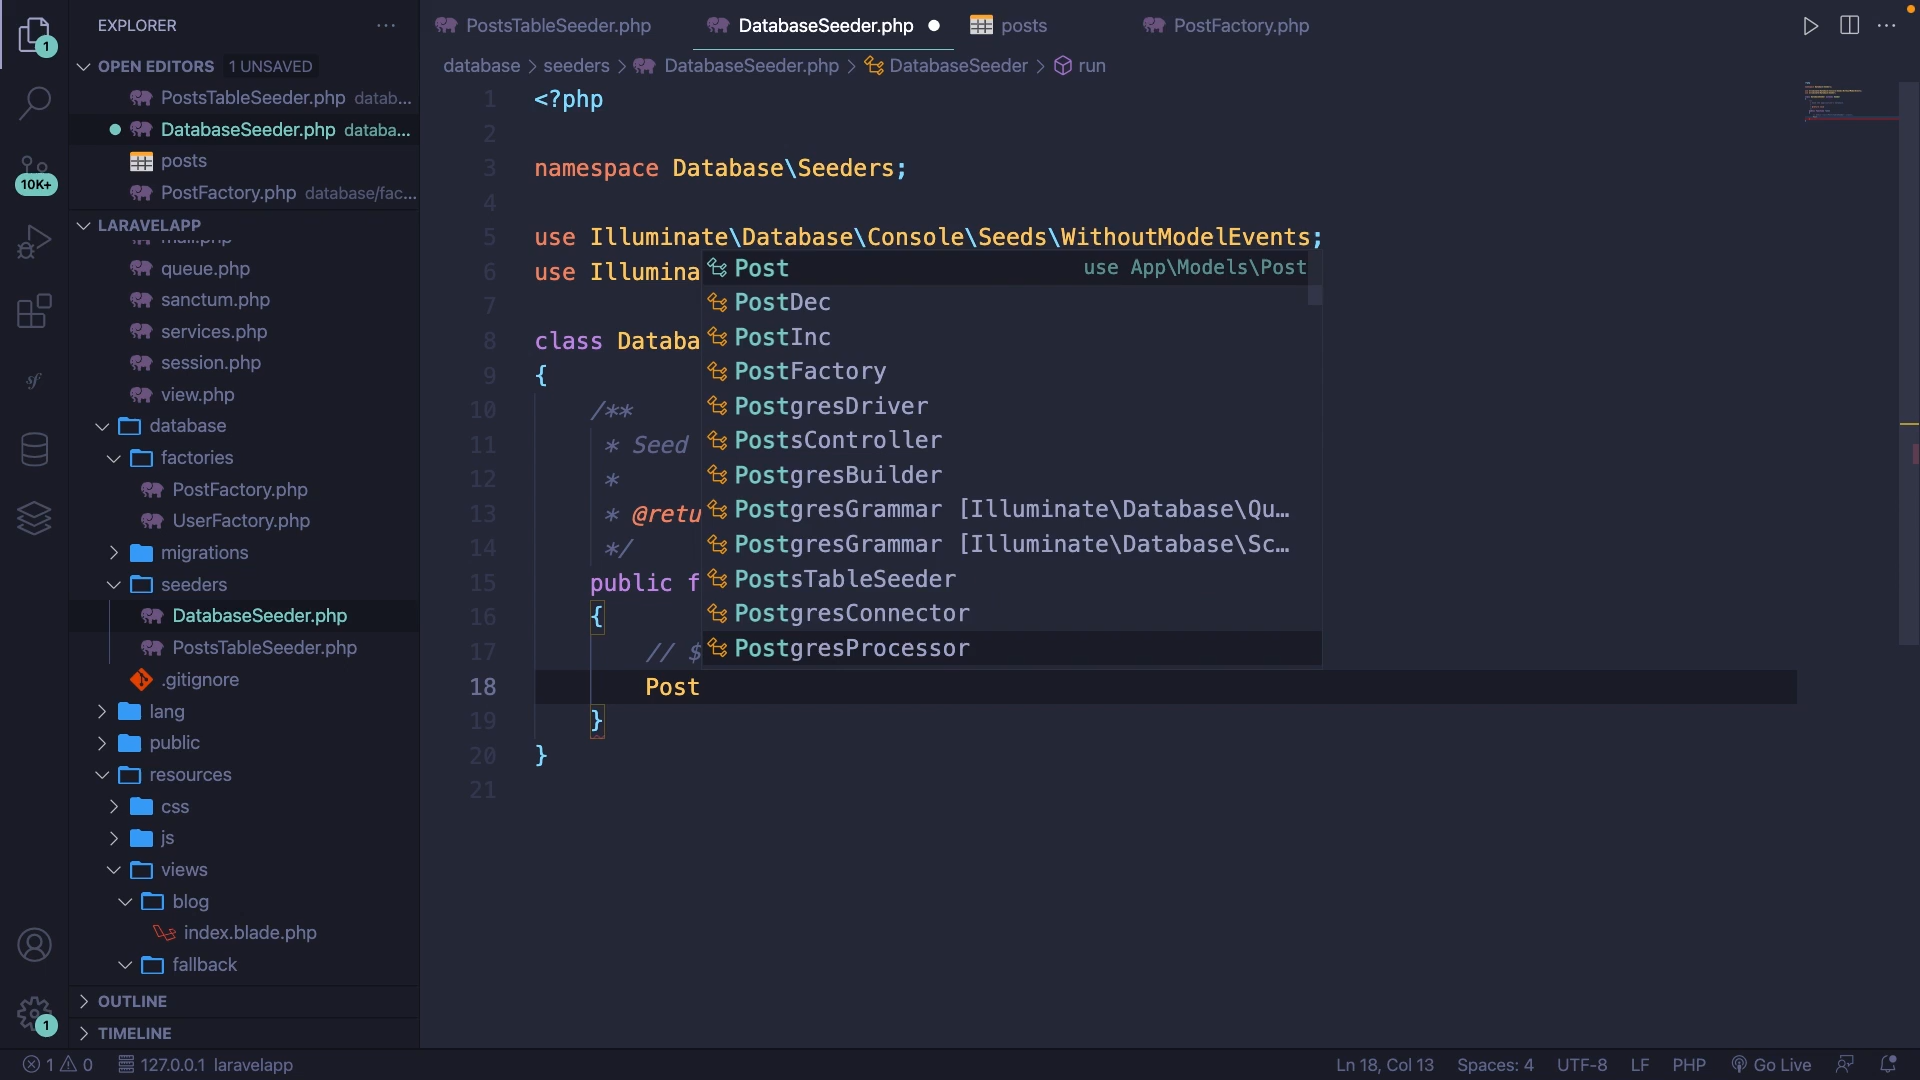 EXPLORER
OPEN EDITORS 1 UNSAVED
PostsTableSeeder.php datab...
DatabaseSeeder.php databa...
posts
PostFactory.php database/fac...
LARAVELAPP
mail.php
queue.php
sanctum.php
services.php
session.php
view.php
database
factories
PostFactory.php
UserFactory.php
migrations
seeders
DatabaseSeeder.php
PostsTableSeeder.php
.gitignore
lang
public
resources
css
js
views
blog
index.blade.php
fallback
OUTLINE
TIMELINE
1
10K+
1
PostsTableSeeder.php DatabaseSeeder.php posts PostFactory.php
database > seeders > DatabaseSeeder.php > DatabaseSeeder > run
1 <?php
2
3 namespace Database\Seeders;
4
5 use Illuminate\Database\Console\Seeds\WithoutModelEvents;
6 use Illumina
7
8 class Databa
9 {
10 /**
11 * Seed
12 *
13 * @retu
14 */
15 public f
16 {
17 // $
18 Post
19 }
20 }
21
Post use App\Models\Post
PostDec
PostInc
PostFactory
PostgresDriver
PostsController
PostgresBuilder
PostgresGrammar [Illuminate\Database\Qu...
PostgresGrammar [Illuminate\Database\Sc...
PostsTableSeeder
PostgresConnector
PostgresProcessor
1 0 127.0.0.1 laravelapp Ln 18, Col 13 Spaces: 4 UTF-8 LF PHP Go Live